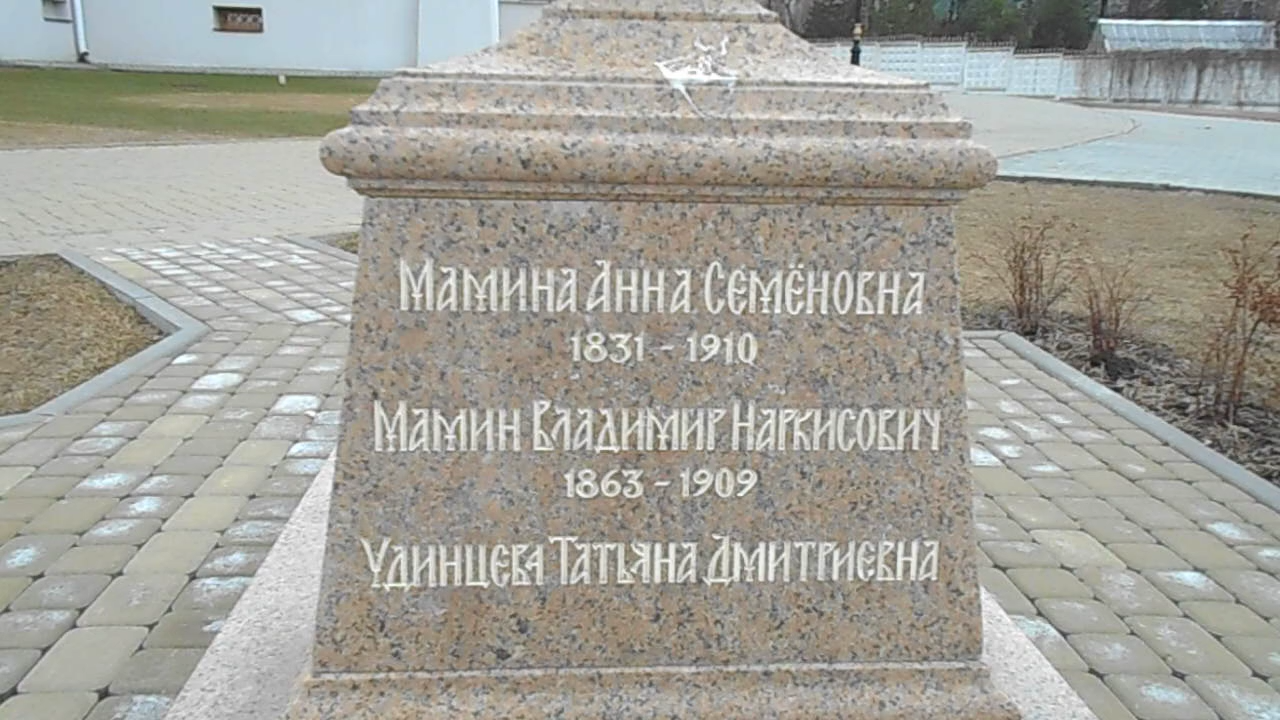 Мамина Анна Семёновна
1831 - 1910
Мамин Владимир Наркисович
1863 - 1909
Удинцева Татьяна Дмитриевна